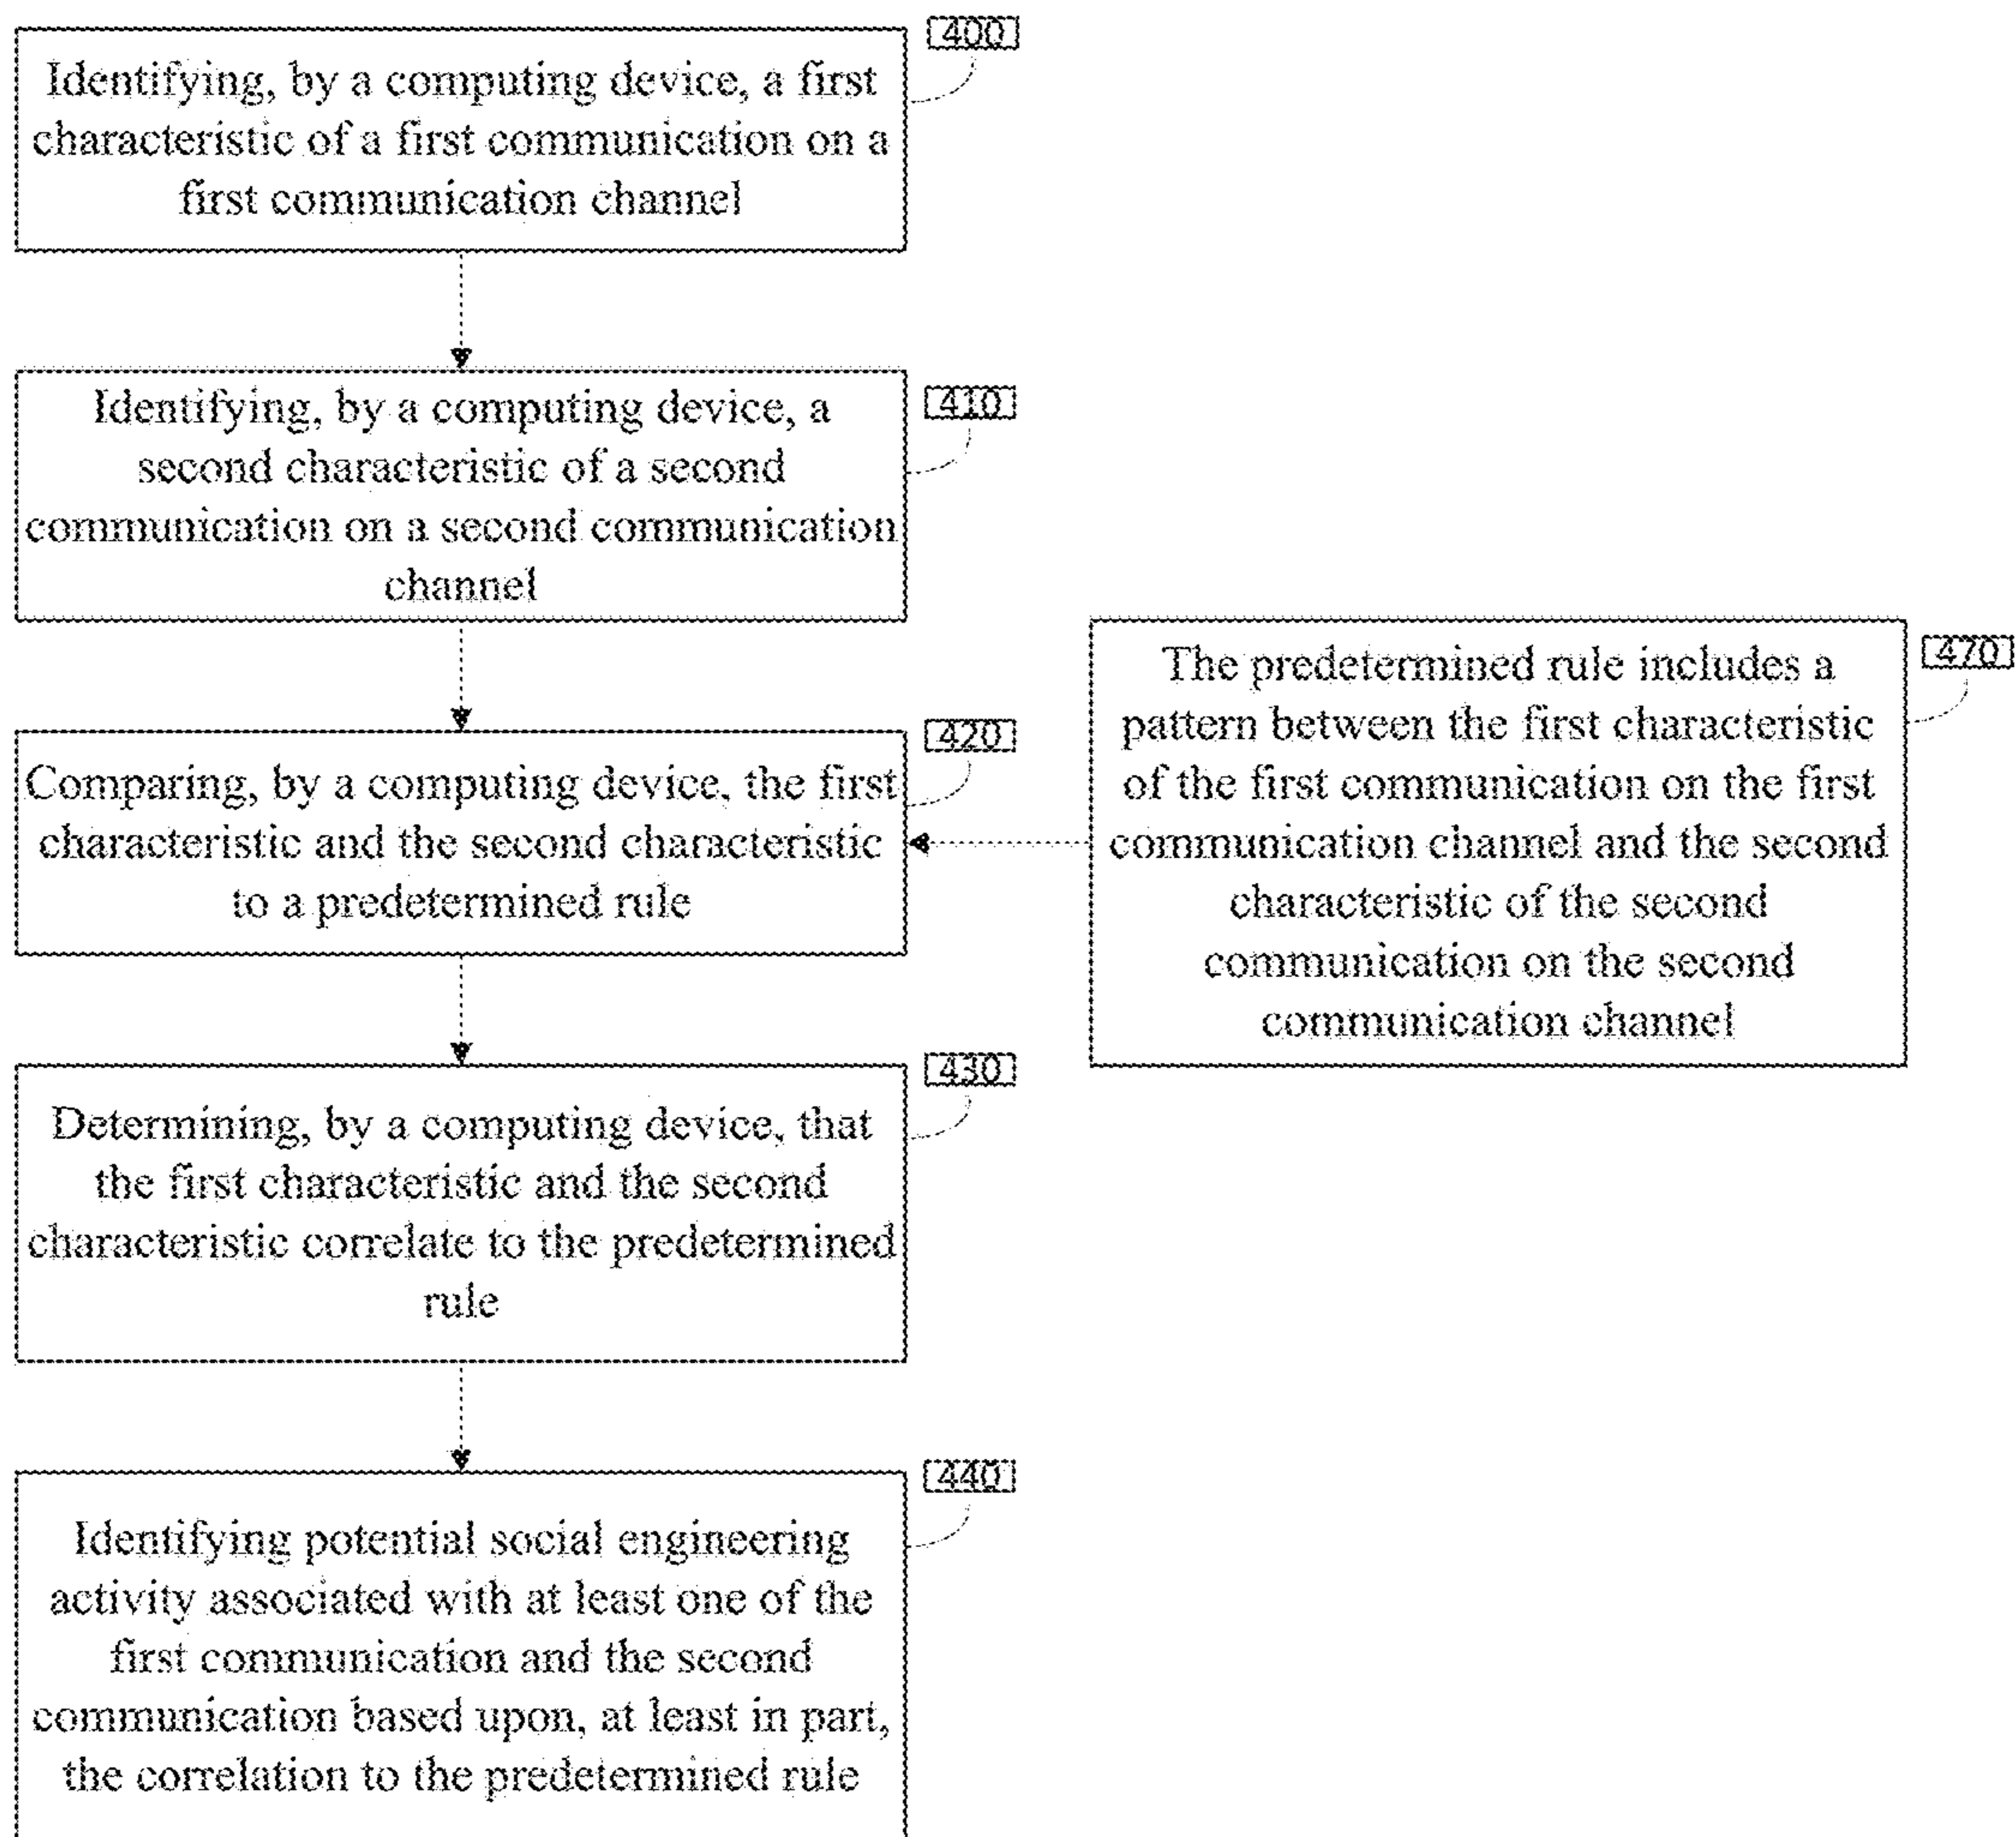 400
Identifying, by a computing device, a first
characteristic of a first communication on a
first communication channel
410
Identifying, by a computing device, a
second characteristic of a second
communication on a second communication
channel
420
Comparing, by a computing device, the first
characteristic and the second characteristic
to a predetermined rule
470
The predetermined rule includes a
pattern between the first characteristic
of the first communication on the first
communication channel and the second
characteristic of the second
communication on the second
communication channel
430
Determining, by a computing device, that
the first characteristic and the second
characteristic correlate to the predetermined
rule
440
Identifying potential social engineering
activity associated with at least one of the
first communication and the second
communication based upon, at least in part,
the correlation to the predetermined rule